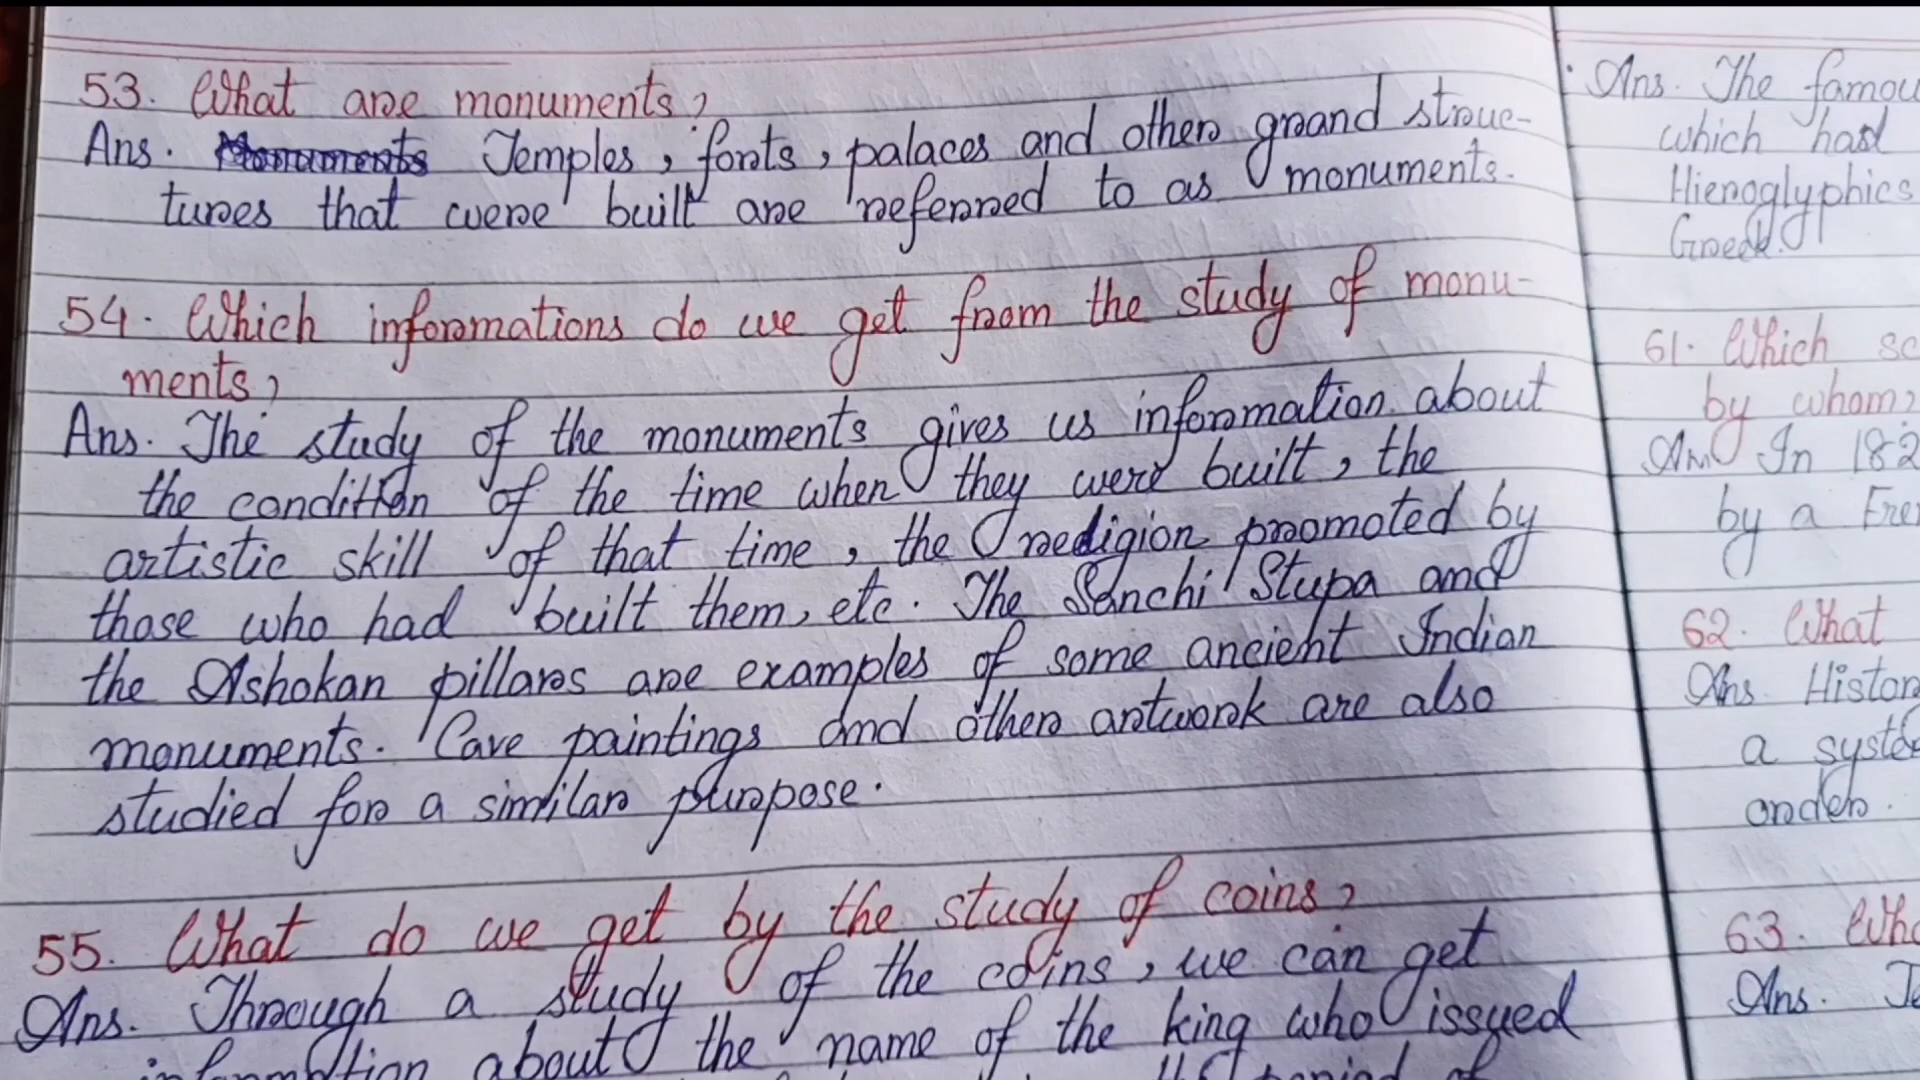 53. What are monuments?
Ans. Monuments Temples, forts, palaces and other grand struc-
tures that were built are referred to as monuments.
54. Which informations do we get from the study of monu-
ments?
Ans. The study of the monuments gives us information about
the condition of the time when they were built, the
artistic skill of that time, the religion promoted by
those who had built them, etc. The Sanchi Stupa and
the Ashokan pillars are examples of some ancient Indian
monuments. Cave paintings and other artwork are also
studied for a similar purpose.
55. What do we get by the study of coins?
Ans. Through a study of the coins, we can get
information about the name of the king who issued
period of
Ans. The famou
which had
Hieroglyphics
Greek.
61. Which sc
by whom?
Ans In 182
by a Fre
62. What
Ans. Histor
a syste
order.
63. Who
Ans. Te